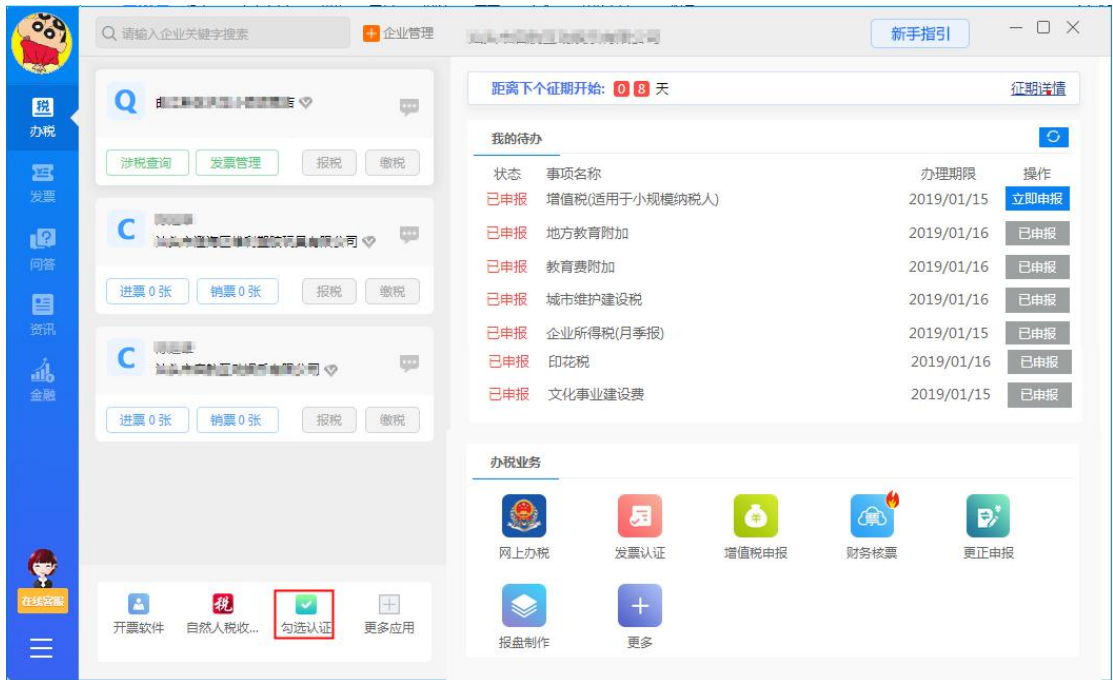 请输入企业关键字搜索
企业管理
新手指引
税
办税
发票
问答
资讯
金融
在线客服
Q
涉税查询 发票管理 报税 缴税
C
进票 0 张 销票 0 张 报税 缴税
C
进票 0 张 销票 0 张 报税 缴税
税
开票软件 自然人税收... 勾选认证 更多应用
距离下个征期开始: 0 8 天 征期详情
我的待办
状态 事项名称 办理期限 操作
已申报 增值税(适用于小规模纳税人) 2019/01/15 立即申报
已申报 地方教育附加 2019/01/16 已申报
已申报 教育费附加 2019/01/16 已申报
已申报 城市维护建设税 2019/01/16 已申报
已申报 企业所得税(月季报) 2019/01/15 已申报
已申报 印花税 2019/01/16 已申报
已申报 文化事业建设费 2019/01/15 已申报
办税业务
票
网上办税 发票认证 增值税申报 财务核票 更正申报
报盘制作 更多